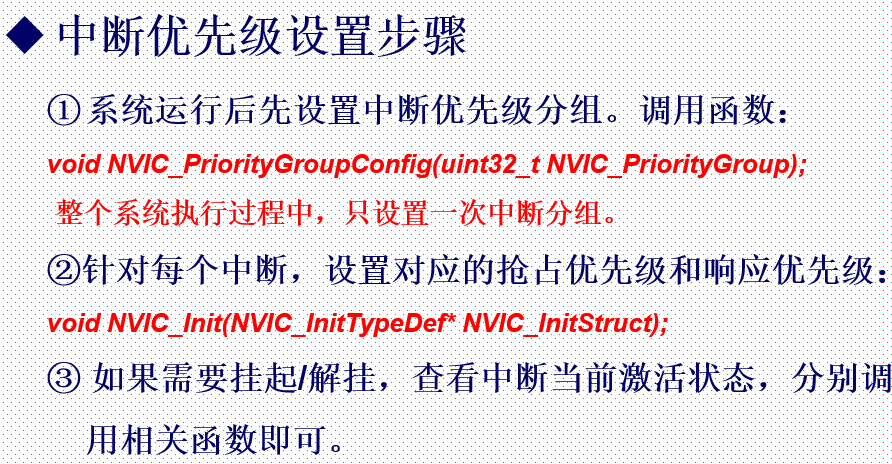 ◆ 中断优先级设置步骤
① 系统运行后先设置中断优先级分组。调用函数：
void NVIC_PriorityGroupConfig(uint32_t NVIC_PriorityGroup);
整个系统执行过程中，只设置一次中断分组。
②针对每个中断，设置对应的抢占优先级和响应优先级：
void NVIC_Init(NVIC_InitTypeDef* NVIC_InitStruct);
③ 如果需要挂起/解挂，查看中断当前激活状态，分别调
用相关函数即可。